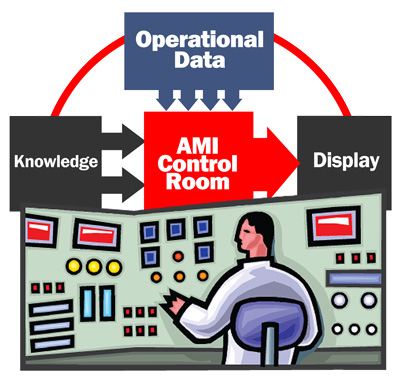 Operational
Data
Knowledge
AMI
Control
Room
Display